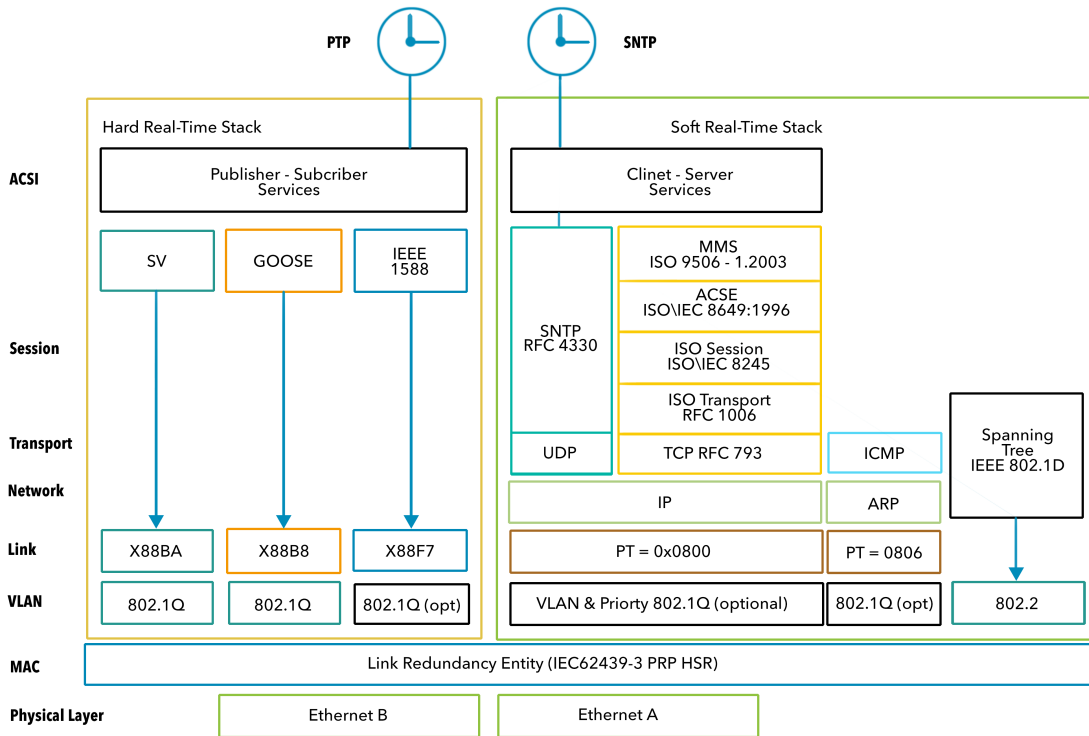 PTP
SNTP
Hard Real-Time Stack
Soft Real-Time Stack
ACSI
Publisher - Subcriber
Services
Clinet - Server
Services
SV
GOOSE
IEEE
1588
SNTP
RFC 4330
MMS
ISO 9506 - 1.2003
ACSE
ISO\IEC 8649:1996
Session
ISO Session
ISO\IEC 8245
ISO Transport
RFC 1006
Transport
UDP
TCP RFC 793
ICMP
Spanning
Tree
IEEE 802.1D
Network
IP
ARP
Link
X88BA
X88B8
X88F7
PT = 0x0800
PT = 0806
VLAN
802.1Q
802.1Q
802.1Q (opt)
VLAN & Priorty 802.1Q (optional)
802.1Q (opt)
802.2
MAC
Link Redundancy Entity (IEC62439-3 PRP HSR)
Physical Layer
Ethernet B
Ethernet A